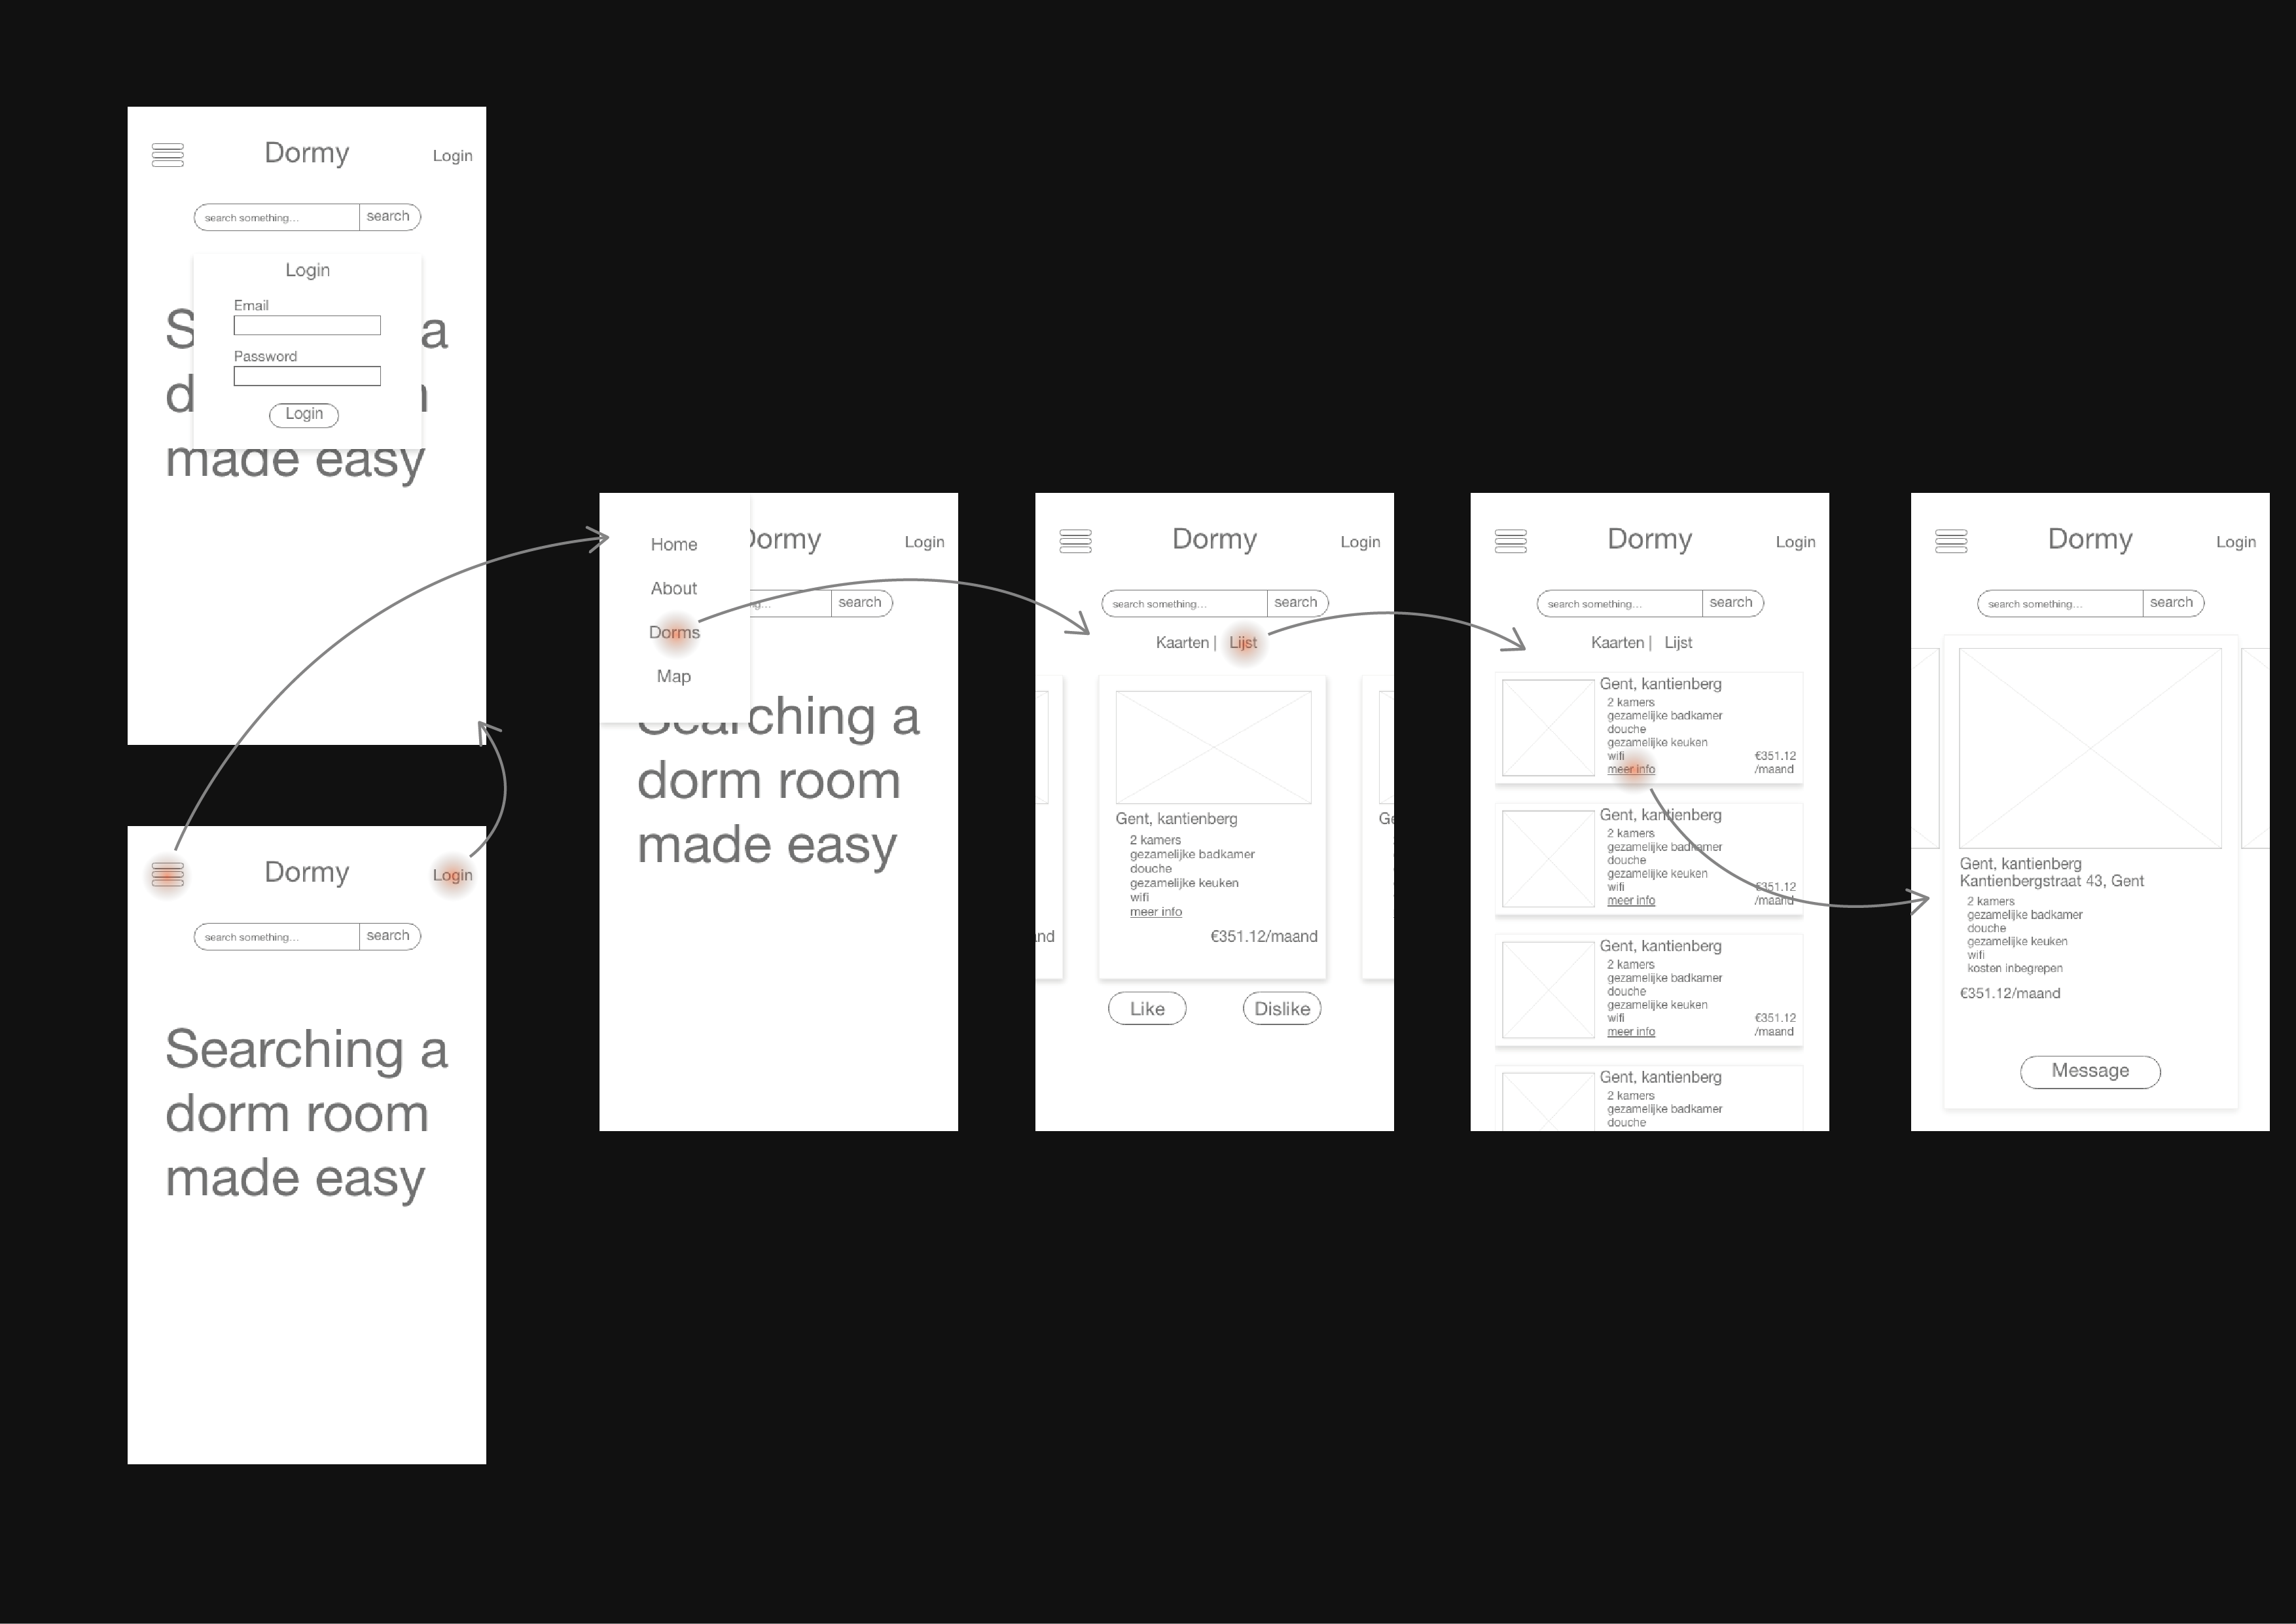 Dormy
Login
search something...
search
Login
Email
Password
Login
S a
d
made easy
Dormy
Login
search something...
search
Searching a
dorm room
made easy
Home
About
Dorms
Map
Dormy
Login
search
Searching a
dorm room
made easy
Dormy
Login
search something...
search
Kaarten | Lijst
Gent, kantienberg
2 kamers
gezamelijke badkamer
douche
gezamelijke keuken
wifi
meer info
€351.12/maand
Like
Dislike
Dormy
Login
search something...
search
Kaarten | Lijst
Gent, kantienberg
2 kamers
gezamelijke badkamer
douche
gezamelijke keuken
wifi
meer info
€351.12
/maand
Gent, kantienberg
2 kamers
gezamelijke badkamer
douche
gezamelijke keuken
wifi
meer info
€351.12
/maand
Gent, kantienberg
2 kamers
gezamelijke badkamer
douche
gezamelijke keuken
wifi
meer info
€351.12
/maand
Gent, kantienberg
2 kamers
gezamelijke badkamer
douche
Dormy
Login
search something...
search
Gent, kantienberg
Kantienbergstraat 43, Gent
2 kamers
gezamelijke badkamer
douche
gezamelijke keuken
wifi
kosten inbegrepen
€351.12/maand
Message